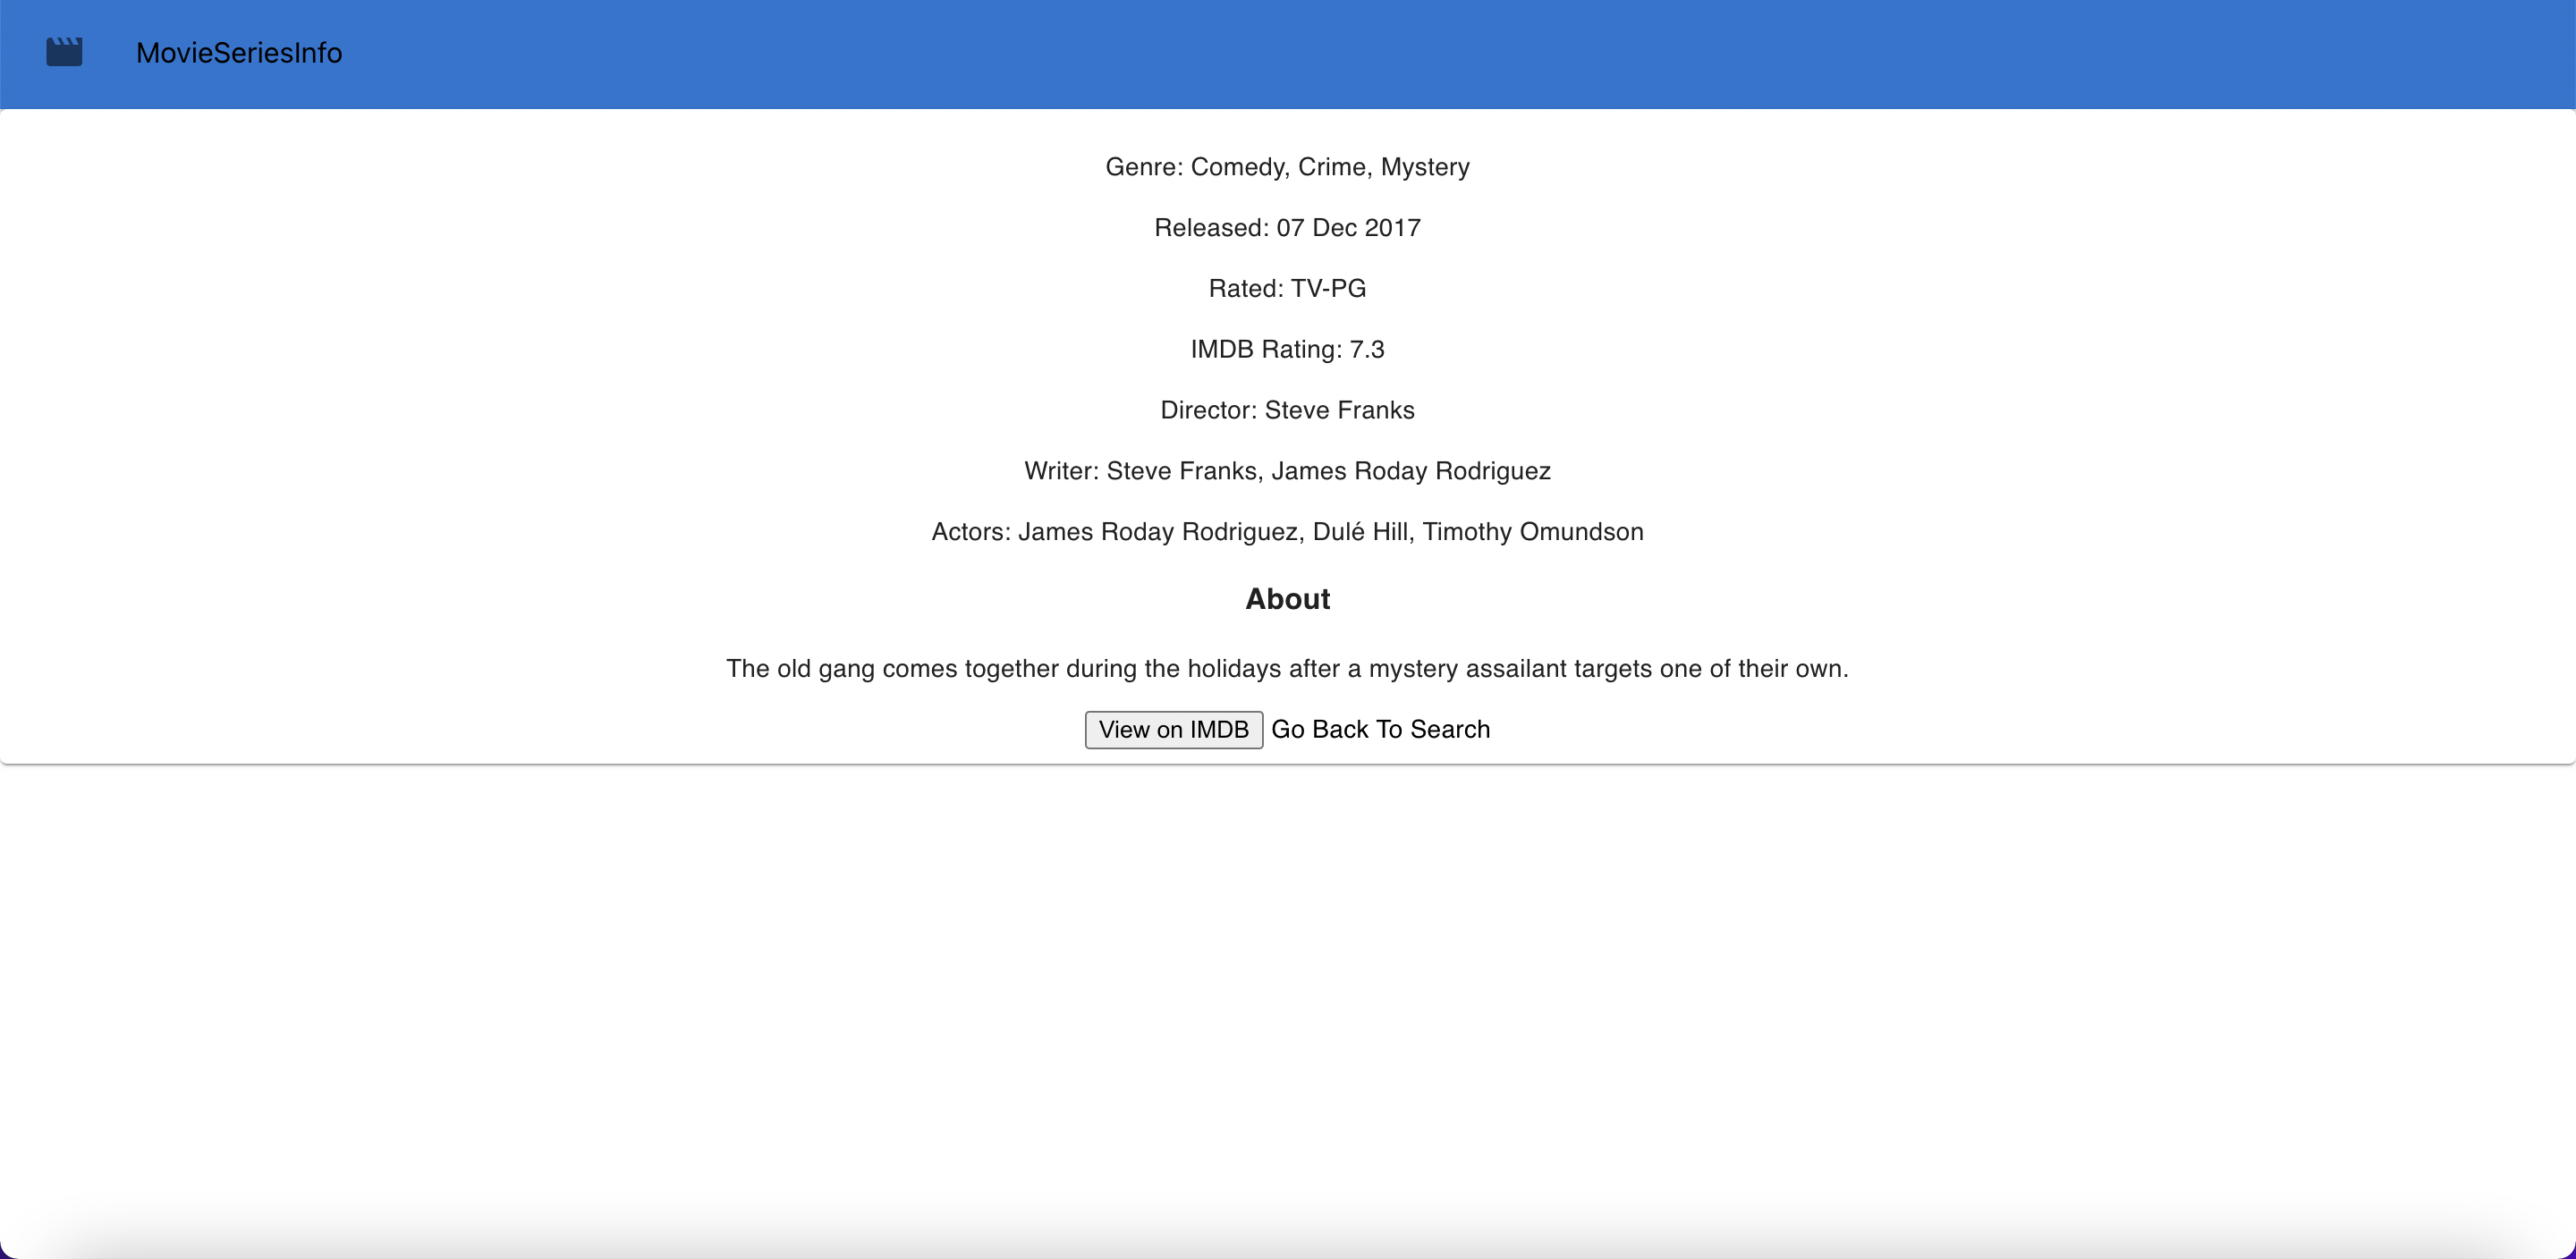 MovieSeriesInfo
Genre: Comedy, Crime, Mystery
Released: 07 Dec 2017
Rated: TV-PG
IMDB Rating: 7.3
Director: Steve Franks
Writer: Steve Franks, James Roday Rodriguez
Actors: James Roday Rodriguez, Dulé Hill, Timothy Omundson
About
The old gang comes together during the holidays after a mystery assailant targets one of their own.
View on IMDB Go Back To Search